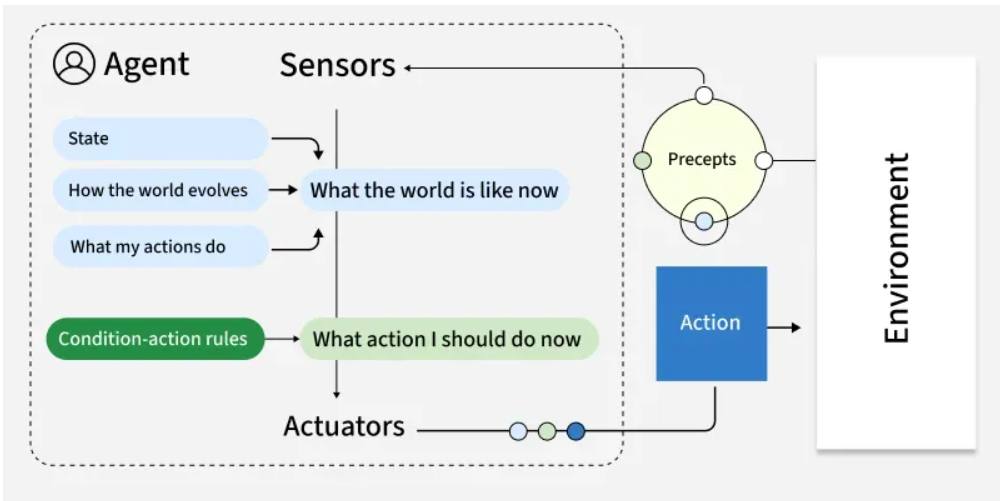 Agent
Sensors
State
How the world evolves
What the world is like now
What my actions do
Condition-action rules
What action I should do now
Actuators
Precepts
Action
Environment